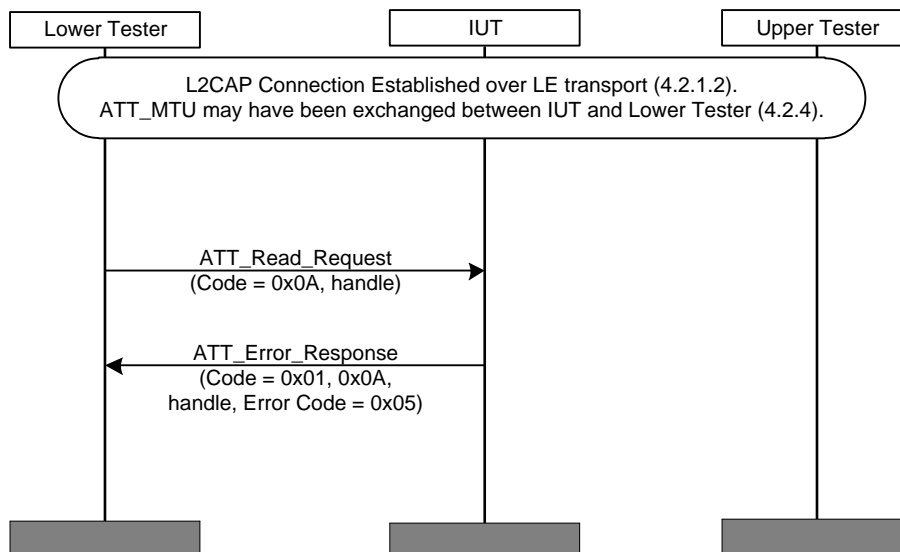 Lower Tester
IUT
Upper Tester
L2CAP Connection Established over LE transport (4.2.1.2).
ATT_MTU may have been exchanged between IUT and Lower Tester (4.2.4).
ATT_Read_Request
(Code = 0x0A, handle)
ATT_Error_Response
(Code = 0x01, 0x0A,
handle, Error Code = 0x05)